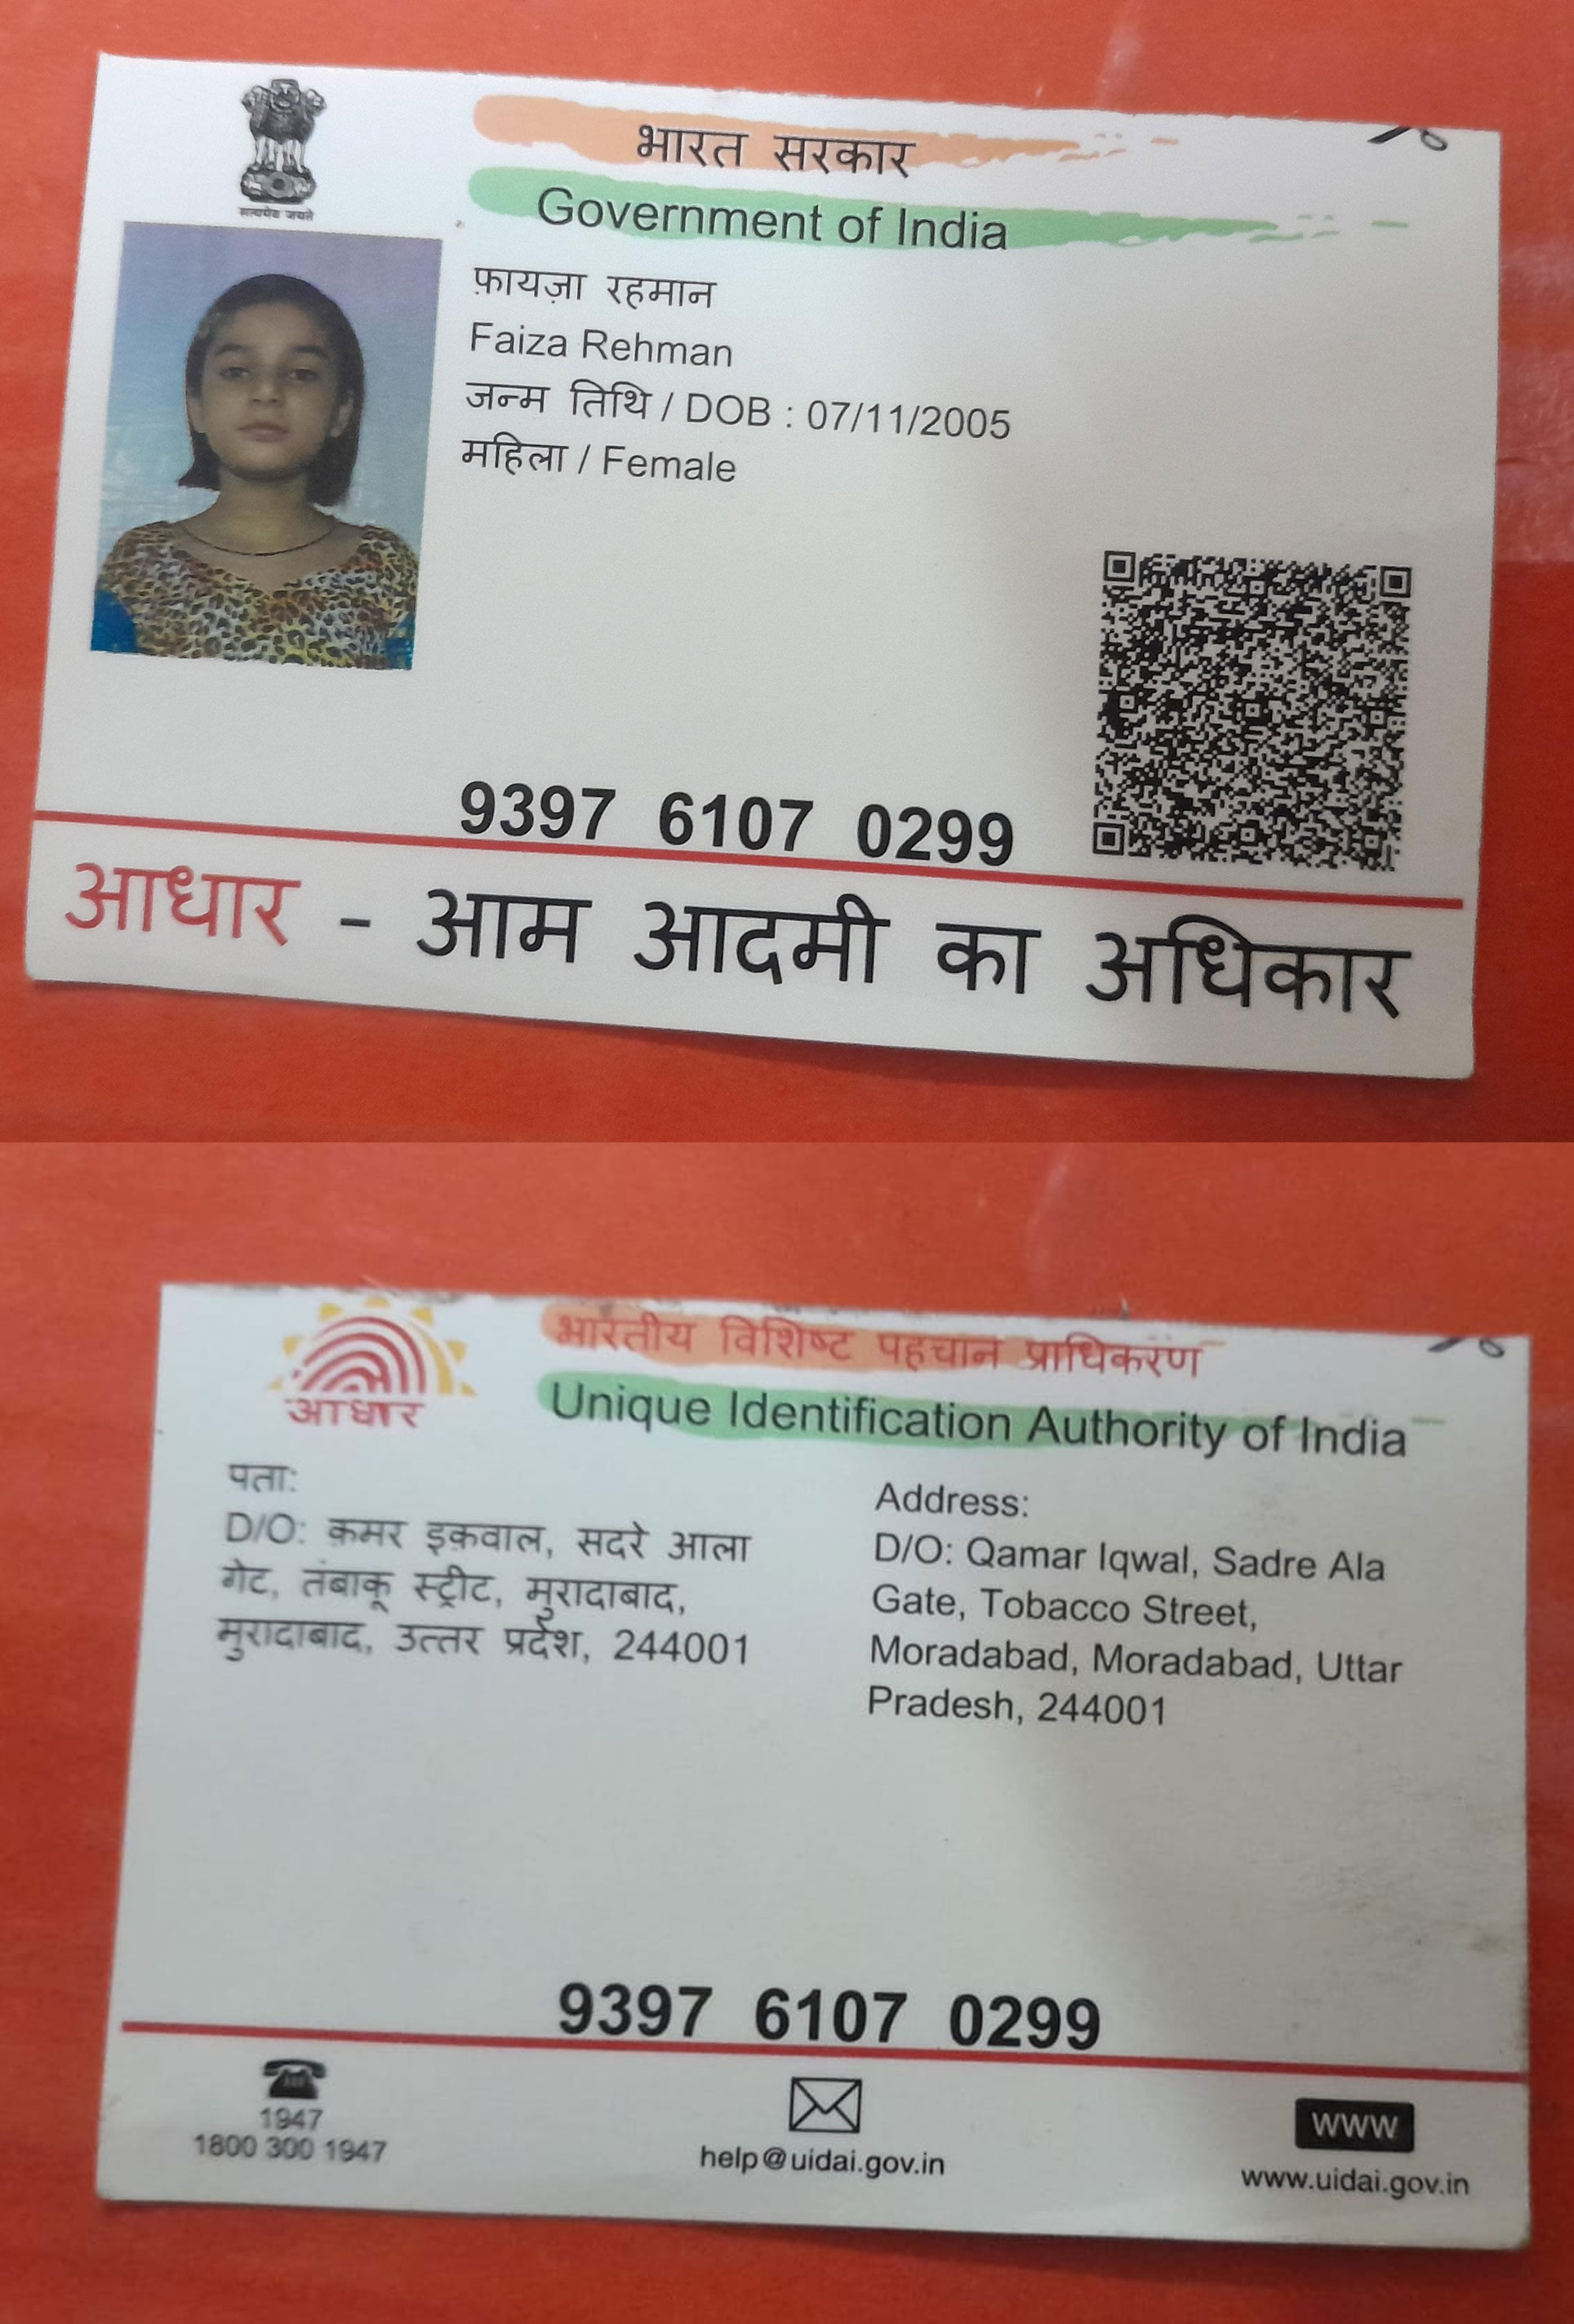 सत्यमेव जयते
भारत सरकार
Government of India
फ़ायज़ा रहमान
Faiza Rehman
जन्म तिथि / DOB : 07/11/2005
महिला / Female
9397 6107 0299
आधार - आम आदमी का अधिकार
आधार
भारतीय विशिष्ट पहचान प्राधिकरण
Unique Identification Authority of India
पता:
D/O: क़मर इक़वाल, सदरे आला
गेट, तंबाकू स्ट्रीट, मुरादाबाद,
मुरादाबाद, उत्तर प्रदेश, 244001
Address:
D/O: Qamar Iqwal, Sadre Ala
Gate, Tobacco Street,
Moradabad, Moradabad, Uttar
Pradesh, 244001
9397 6107 0299
1947
1800 300 1947
help@uidai.gov.in
www
www.uidai.gov.in